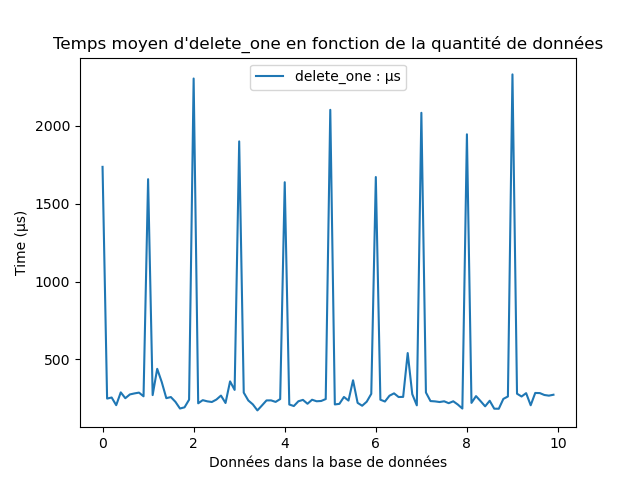 Temps moyen d'delete_one en fonction de la quantité de données
delete_one : µs
2000
1500
1000
500
Time (µs)
0 2 4 6 8 10
Données dans la base de données